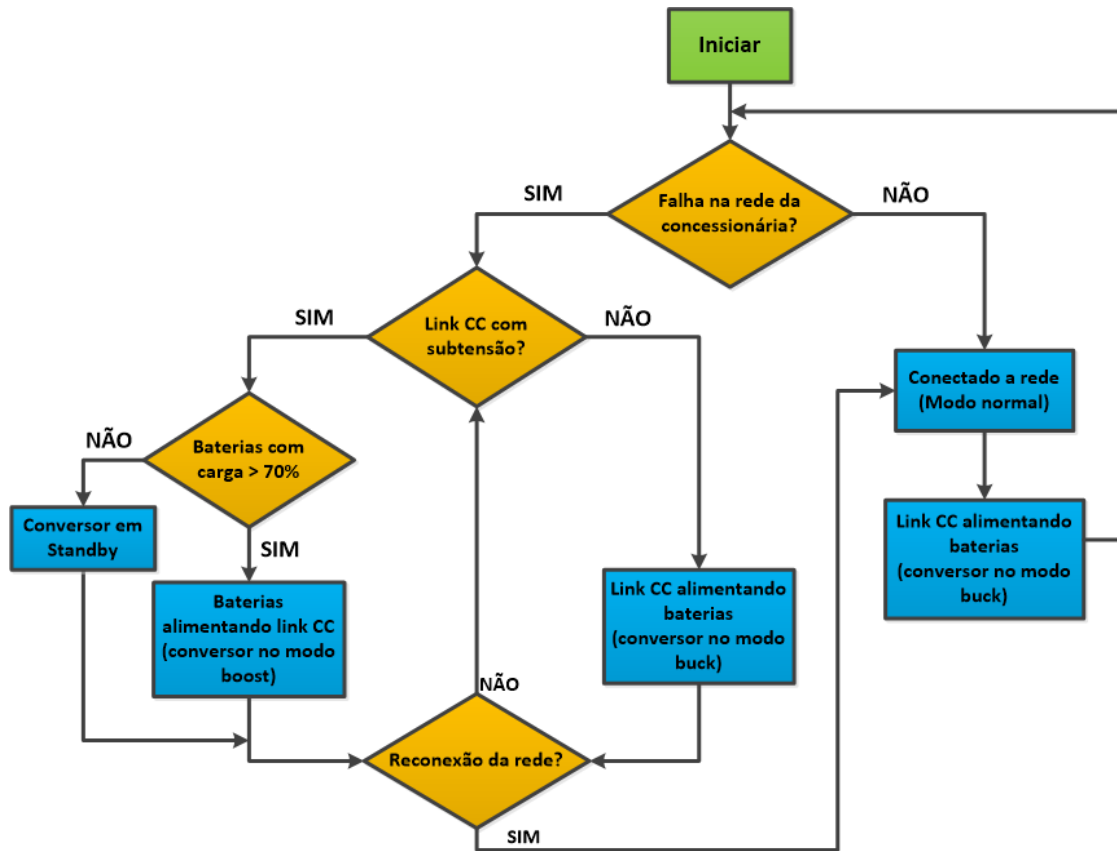 Iniciar
Falha na rede da
concessionária?
SIM
NÃO
Link CC com
subtensão?
SIM
NÃO
Conectado a rede
(Modo normal)
Baterias com
carga > 70%
NÃO
SIM
Link CC alimentando
baterias
(conversor no modo
buck)
Conversor em
Standby
Baterias
alimentando link CC
(conversor no modo
boost)
Link CC alimentando
baterias
(conversor no modo
buck)
NÃO
Reconexão da rede?
SIM